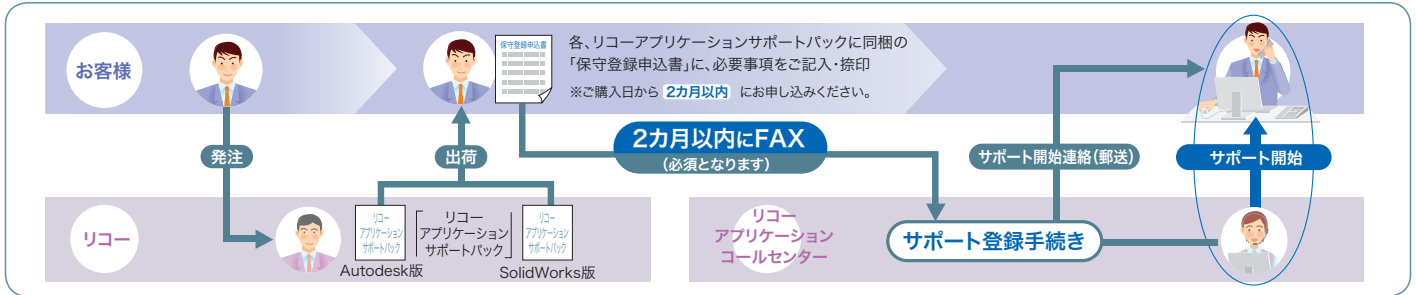 お客様
保守登録申込書
各、リコーアプリケーションサポートパックに同梱の
「保守登録申込書」に、必要事項をご記入・捺印
※ご購入日から 2カ月以内 にお申し込みください。
発注
出荷
2カ月以内にFAX
(必須となります)
サポート開始連絡(郵送)
サポート開始
リコー
リコー
アプリケーション
サポートパック
Autodesk版
リコー
アプリケーション
サポートパック
リコー
アプリケーション
サポートパック
SolidWorks版
リコー
アプリケーション
コールセンター
サポート登録手続き